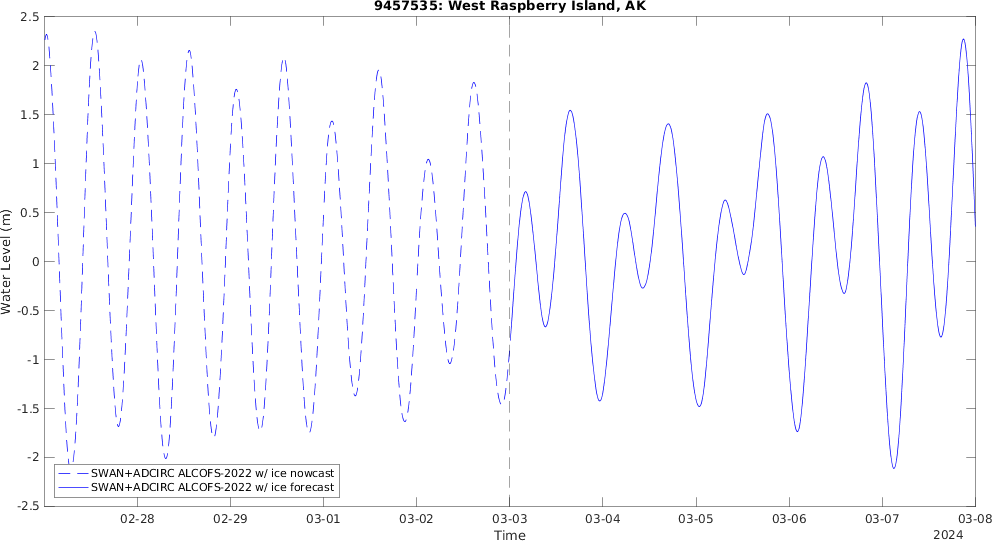 9457535: West Raspberry Island, AK
2.5
2
1.5
1
0.5
0
-0.5
-1
-1.5
-2
-2.5
Water Level (m)
SWAN+ADCIRC ALCOFS-2022 w/ ice nowcast
SWAN+ADCIRC ALCOFS-2022 w/ ice forecast
02-28 02-29 03-01 03-02 03-03 03-04 03-05 03-06 03-07 03-08
Time
2024